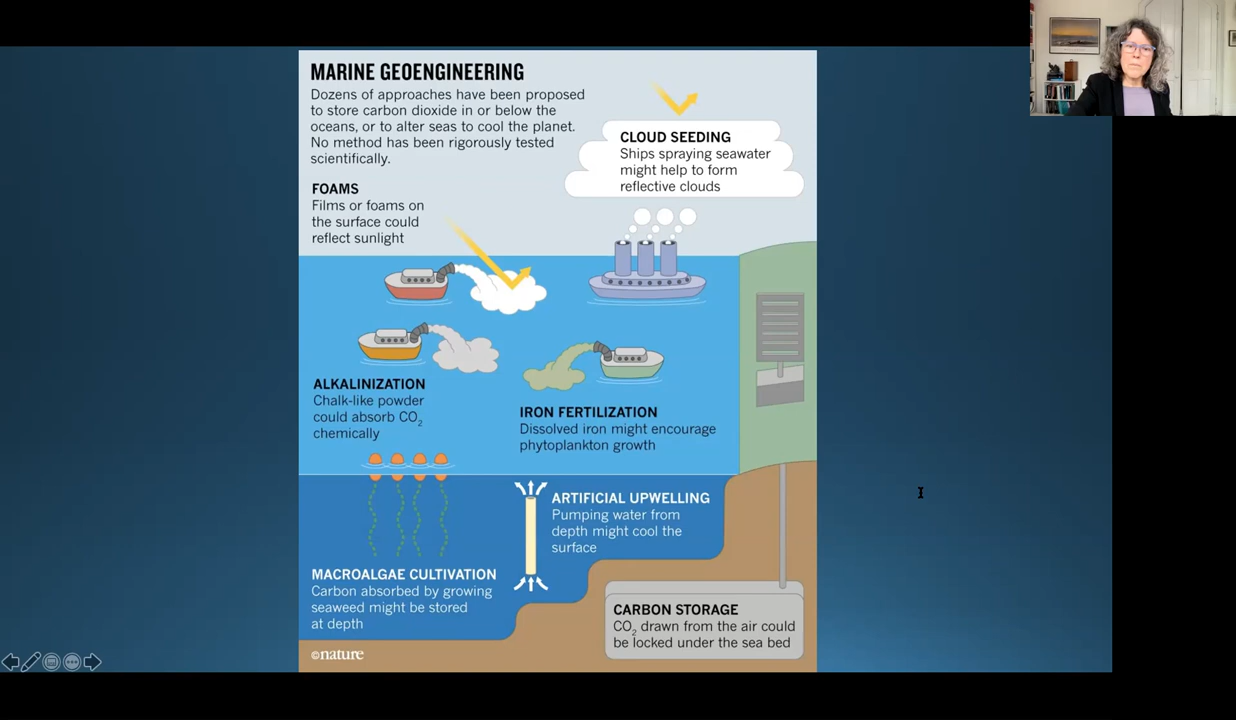 MARINE GEOENGINEERING
Dozens of approaches have been proposed
to store carbon dioxide in or below the
oceans, or to alter seas to cool the planet.
No method has been rigorously tested
scientifically.
CLOUD SEEDING
Ships spraying seawater
might help to form
reflective clouds
FOAMS
Films or foams on
the surface could
reflect sunlight
ALKALINIZATION
Chalk-like powder
could absorb CO₂
chemically
IRON FERTILIZATION
Dissolved iron might encourage
phytoplankton growth
ARTIFICIAL UPWELLING
Pumping water from
depth might cool the
surface
MACROALGAE CULTIVATION
Carbon absorbed by growing
seaweed might be stored
at depth
CARBON STORAGE
CO₂ drawn from the air could
be locked under the sea bed
©nature